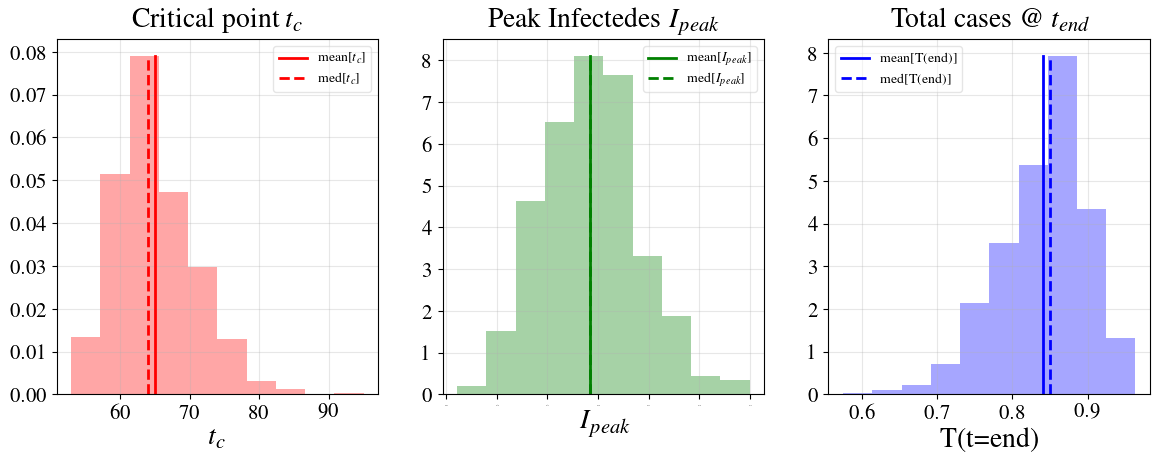 Critical point t_c
0.08
0.07
0.06
0.05
0.04
0.03
0.02
0.01
0.00
60 70 80 90
t_c
mean[t_c]
med[t_c]
Peak Infectedes I_peak
8
7
6
5
4
3
2
1
0
I_peak
mean[I_peak]
med[I_peak]
Total cases @ t_end
8
7
6
5
4
3
2
1
0
0.6 0.7 0.8 0.9
T(t=end)
mean[T(end)]
med[T(end)]